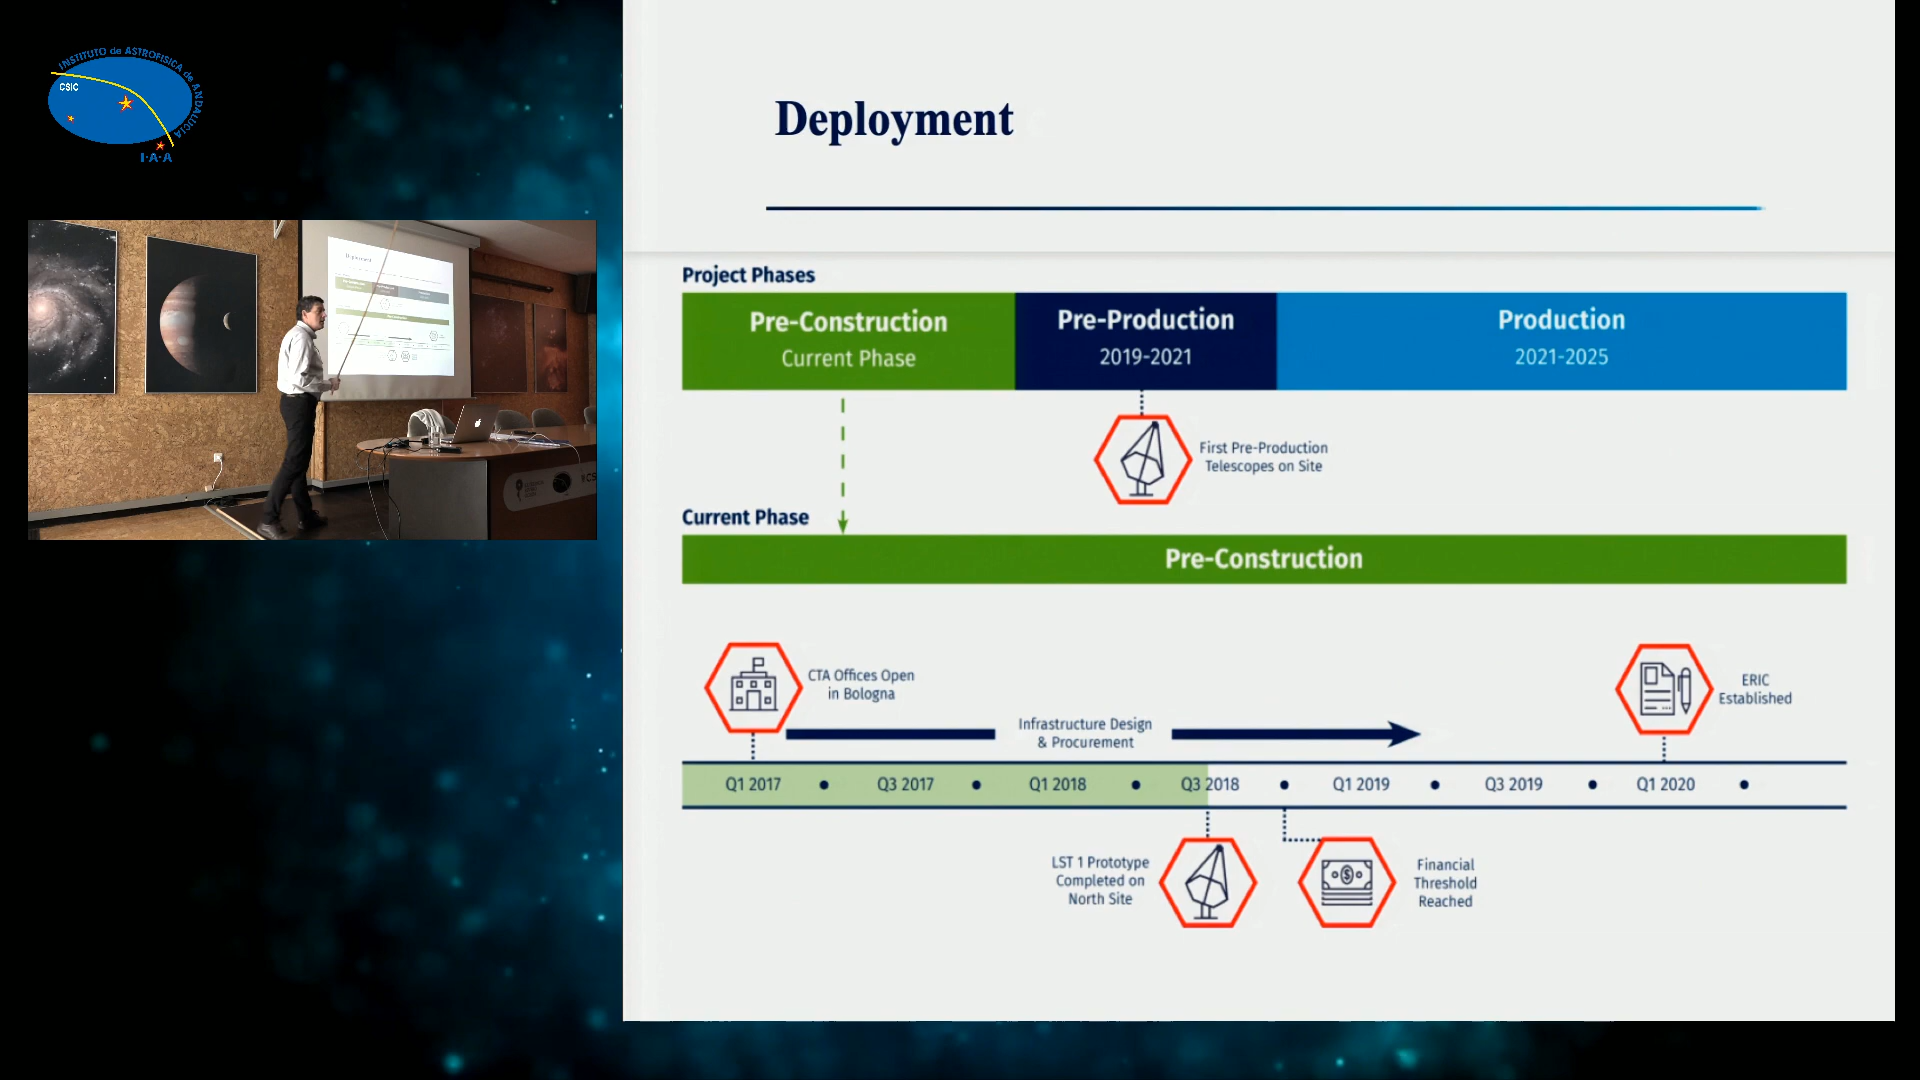 INSTITUTO de ASTROFISICA de ANDALUCIA
CSIC
I·A·A
Deployment
Project Phases
Pre-Construction
Current Phase
Pre-Production
2019-2021
Production
2021-2025
First Pre-Production
Telescopes on Site
Current Phase
Pre-Construction
CTA Offices Open
in Bologna
ERIC
Established
Infrastructure Design
& Procurement
Q1 2017 • Q3 2017 • Q1 2018 • Q3 2018 • Q1 2019 • Q3 2019 • Q1 2020 •
LST 1 Prototype
Completed on
North Site
Financial
Threshold
Reached